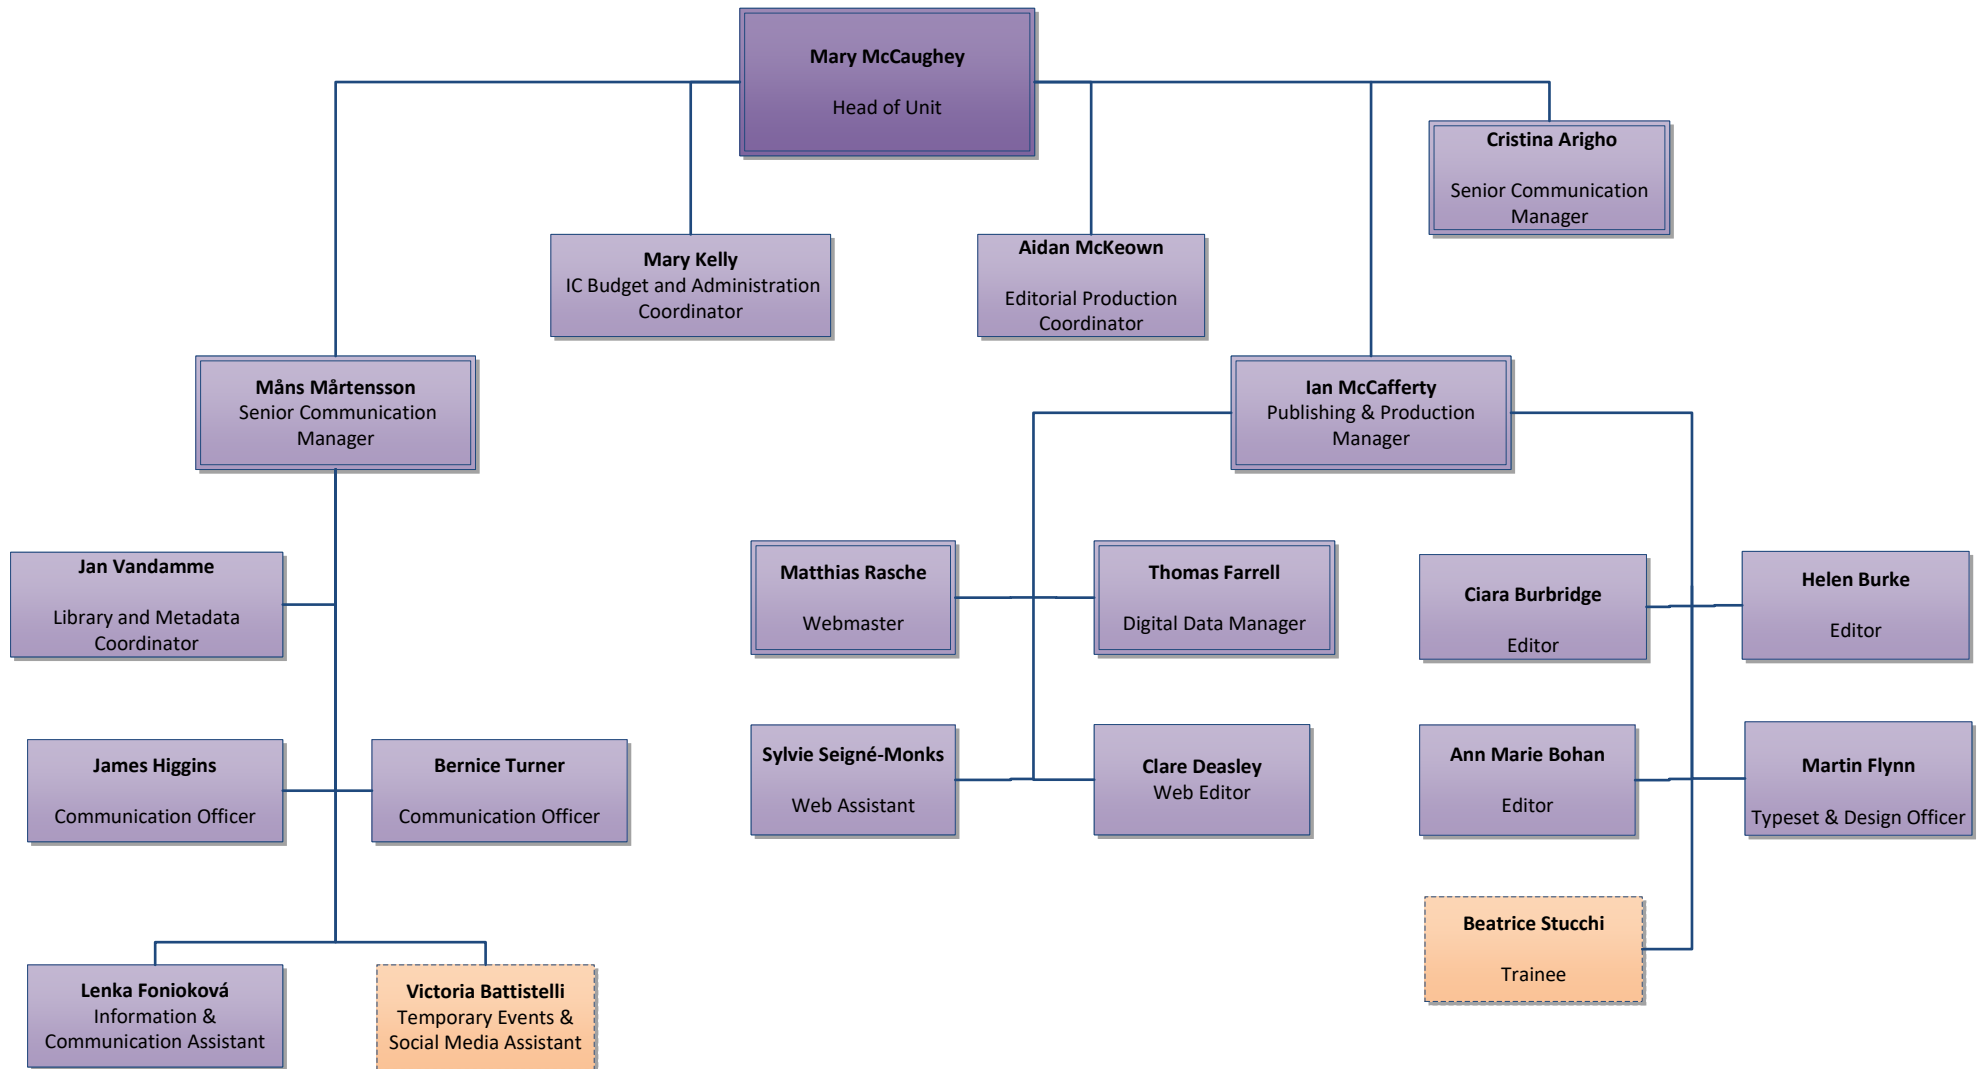 Mary McCaughey
Head of Unit
Cristina Arigho
Senior Communication
Manager
Mary Kelly
IC Budget and Administration
Coordinator
Aidan McKeown
Editorial Production
Coordinator
Måns Mårtensson
Senior Communication
Manager
Ian McCafferty
Publishing & Production
Manager
Jan Vandamme
Library and Metadata
Coordinator
Matthias Rasche
Webmaster
Thomas Farrell
Digital Data Manager
Ciara Burbridge
Editor
Helen Burke
Editor
James Higgins
Communication Officer
Bernice Turner
Communication Officer
Sylvie Seigné-Monks
Web Assistant
Clare Deasley
Web Editor
Ann Marie Bohan
Editor
Martin Flynn
Typeset & Design Officer
Beatrice Stucchi
Trainee
Lenka Fonioková
Information &
Communication Assistant
Victoria Battistelli
Temporary Events &
Social Media Assistant